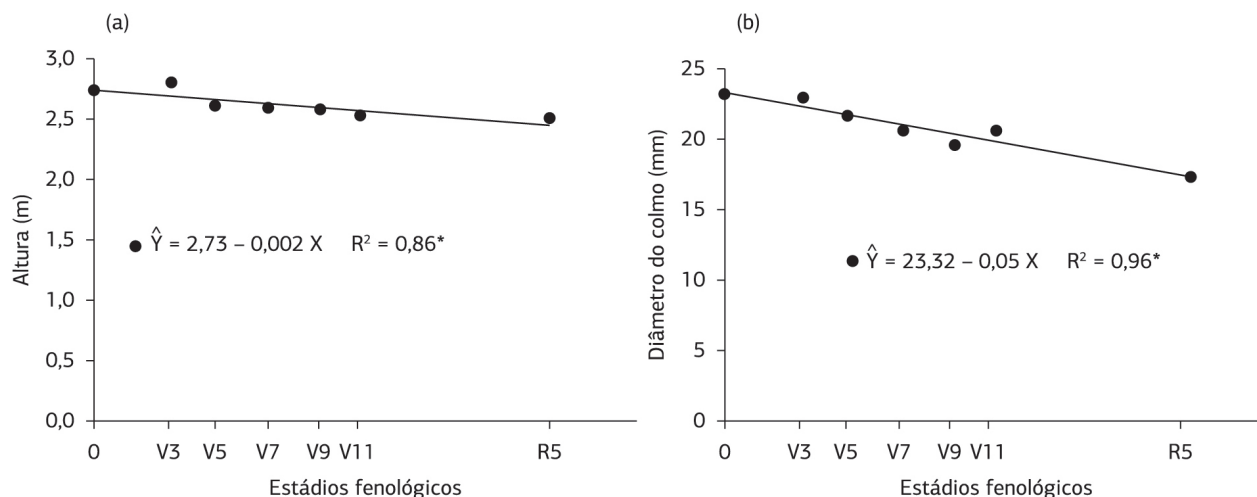 (a)
3,0
2,5
2,0
1,5
1,0
0,5
0,0
Altura (m)
Ŷ = 2,73 – 0,002 X R² = 0,86*
0 V3 V5 V7 V9 V11 R5
Estádios fenológicos
(b)
25
20
15
10
5
0
Diâmetro do colmo (mm)
Ŷ = 23,32 – 0,05 X R² = 0,96*
0 V3 V5 V7 V9 V11 R5
Estádios fenológicos